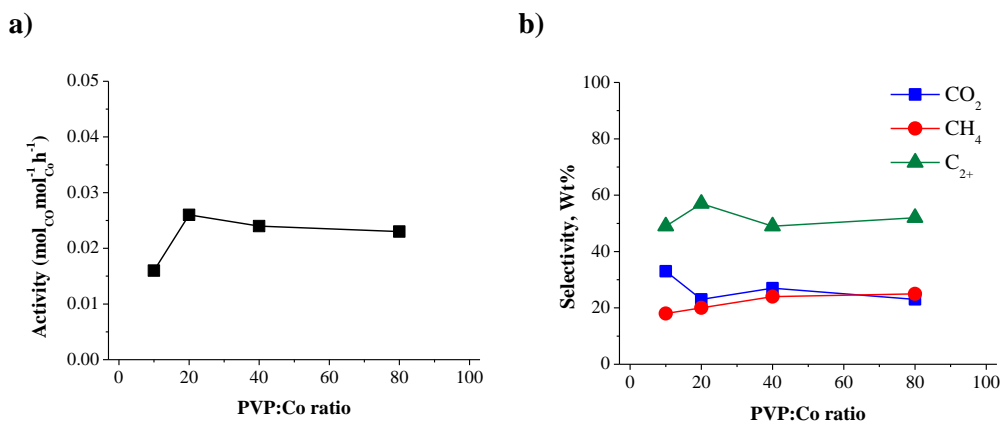 a)
b)
Activity (mol_CO mol_Co^-1 h^-1)
0.05
0.04
0.03
0.02
0.01
0.00
0 20 40 60 80 100
PVP:Co ratio
Selectivity, Wt%
100
80
60
40
20
0
0 20 40 60 80 100
PVP:Co ratio
CO₂
CH₄
C₂₊